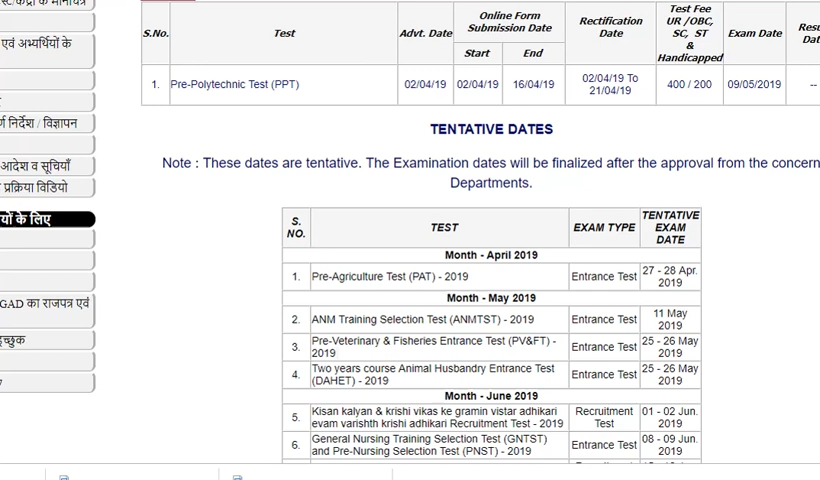 एवं अभ्यर्थियों के
निर्देश / विज्ञापन
आदेश व सूचियाँ
प्रक्रिया विडियो
के लिए
GAD का राजपत्र एवं
S.No. Test Advt. Date Online Form Submission Date Rectification Date Test Fee UR /OBC, SC, ST & Handicapped Exam Date
Start End
1. Pre-Polytechnic Test (PPT) 02/04/19 02/04/19 16/04/19 02/04/19 To 21/04/19 400 / 200 09/05/2019 --
TENTATIVE DATES
Note : These dates are tentative. The Examination dates will be finalized after the approval from the concern
Departments.
S. NO. TEST EXAM TYPE TENTATIVE EXAM DATE
Month - April 2019
1. Pre-Agriculture Test (PAT) - 2019 Entrance Test 27 - 28 Apr. 2019
Month - May 2019
2. ANM Training Selection Test (ANMTST) - 2019 Entrance Test 11 May 2019
3. Pre-Veterinary & Fisheries Entrance Test (PV&FT) - 2019 Entrance Test 25 - 26 May 2019
4. Two years course Animal Husbandry Entrance Test (DAHET) - 2019 Entrance Test 25 - 26 May 2019
Month - June 2019
5. Kisan kalyan & krishi vikas ke gramin vistar adhikari evam varishth krishi adhikari Recruitment Test - 2019 Recruitment Test 01 - 02 Jun. 2019
6. General Nursing Training Selection Test (GNTST) and Pre-Nursing Selection Test (PNST) - 2019 Entrance Test 08 - 09 Jun. 2019